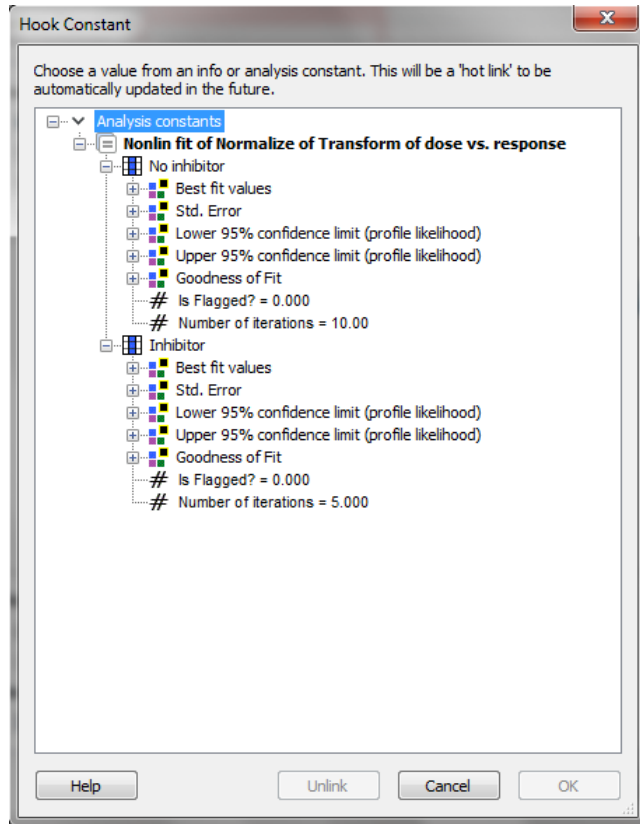 Hook Constant
Choose a value from an info or analysis constant. This will be a 'hot link' to be
automatically updated in the future.
Analysis constants
Nonlin fit of Normalize of Transform of dose vs. response
No inhibitor
Best fit values
Std. Error
Lower 95% confidence limit (profile likelihood)
Upper 95% confidence limit (profile likelihood)
Goodness of Fit
# Is Flagged? = 0.000
# Number of iterations = 10.00
Inhibitor
Best fit values
Std. Error
Lower 95% confidence limit (profile likelihood)
Upper 95% confidence limit (profile likelihood)
Goodness of Fit
# Is Flagged? = 0.000
# Number of iterations = 5.000
Help Unlink Cancel OK